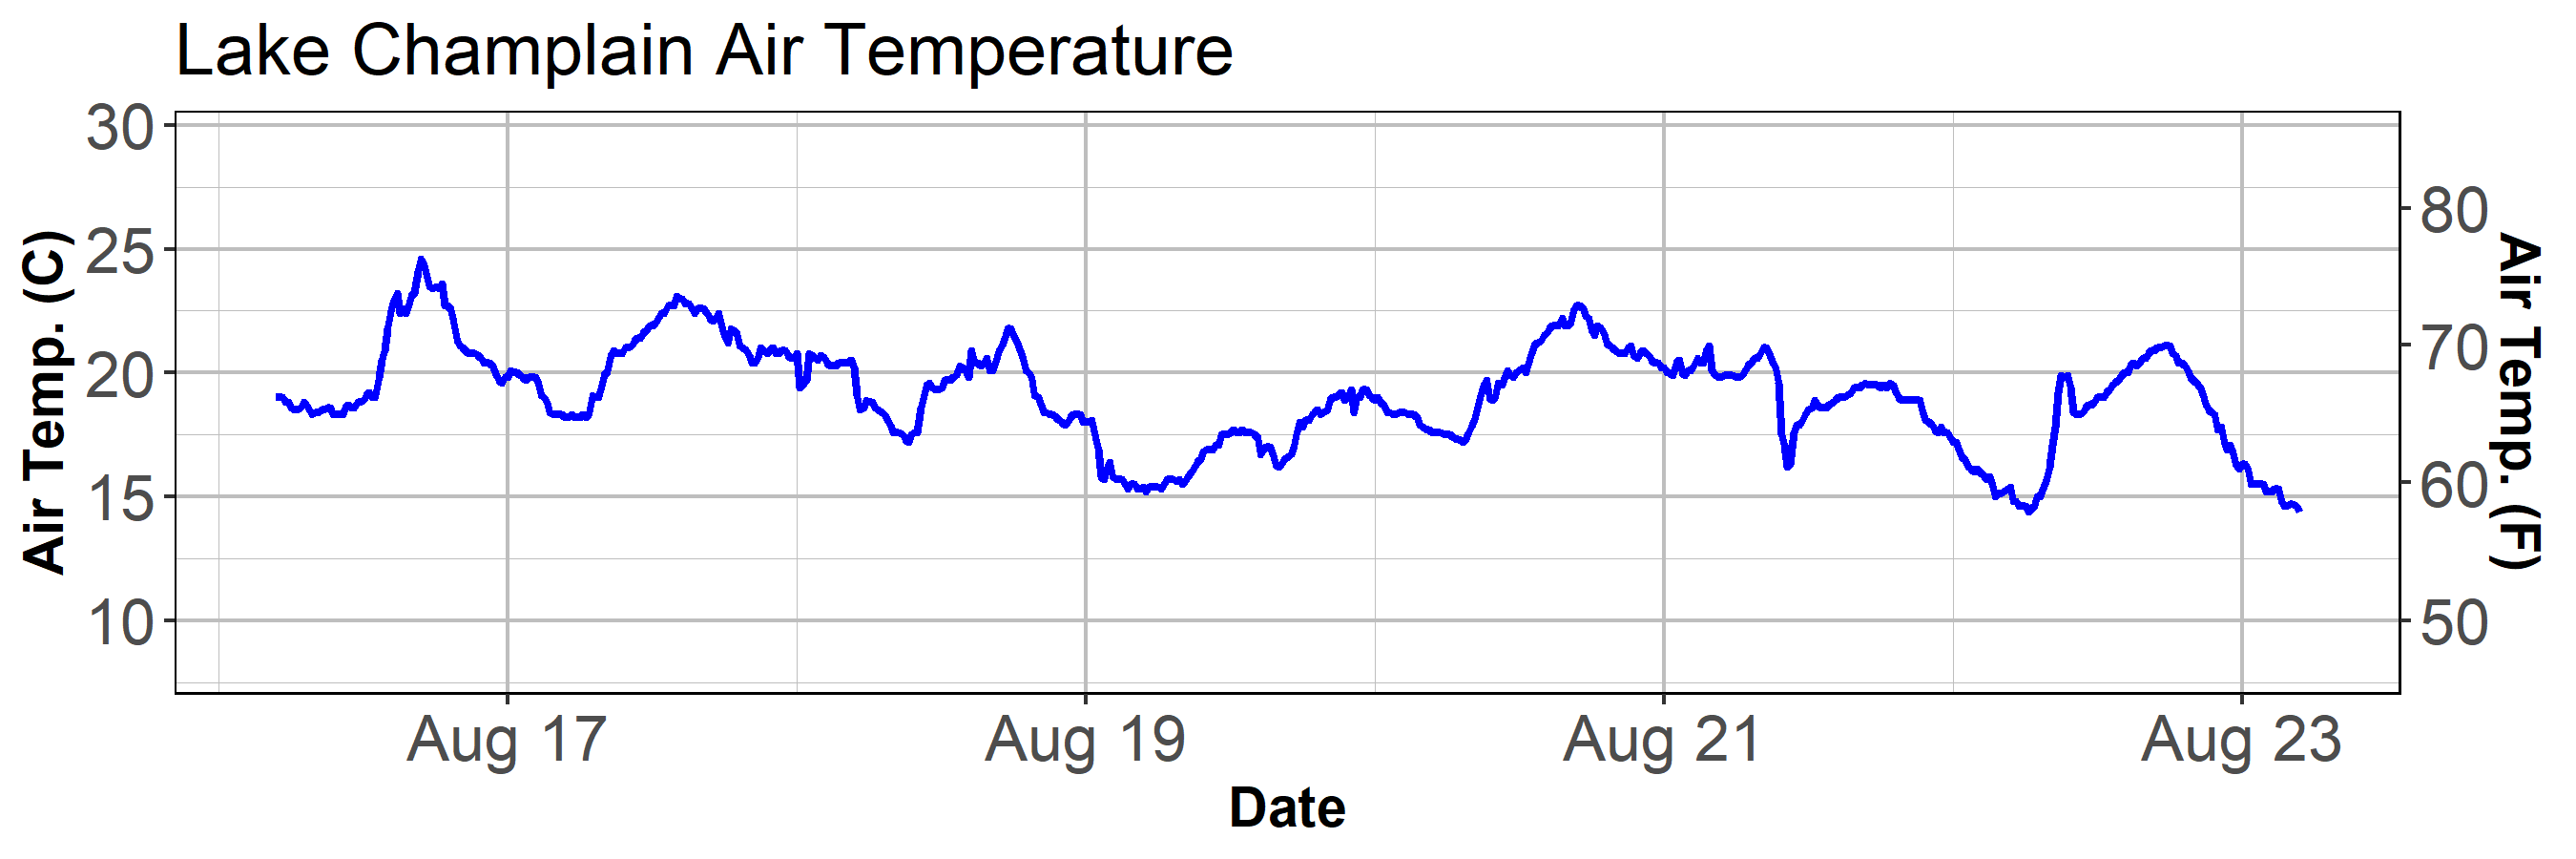 Lake Champlain Air Temperature
30
25
20
15
10
Air Temp. (C)
80
70
60
50
Air Temp. (F)
Aug 17
Aug 19
Aug 21
Aug 23
Date